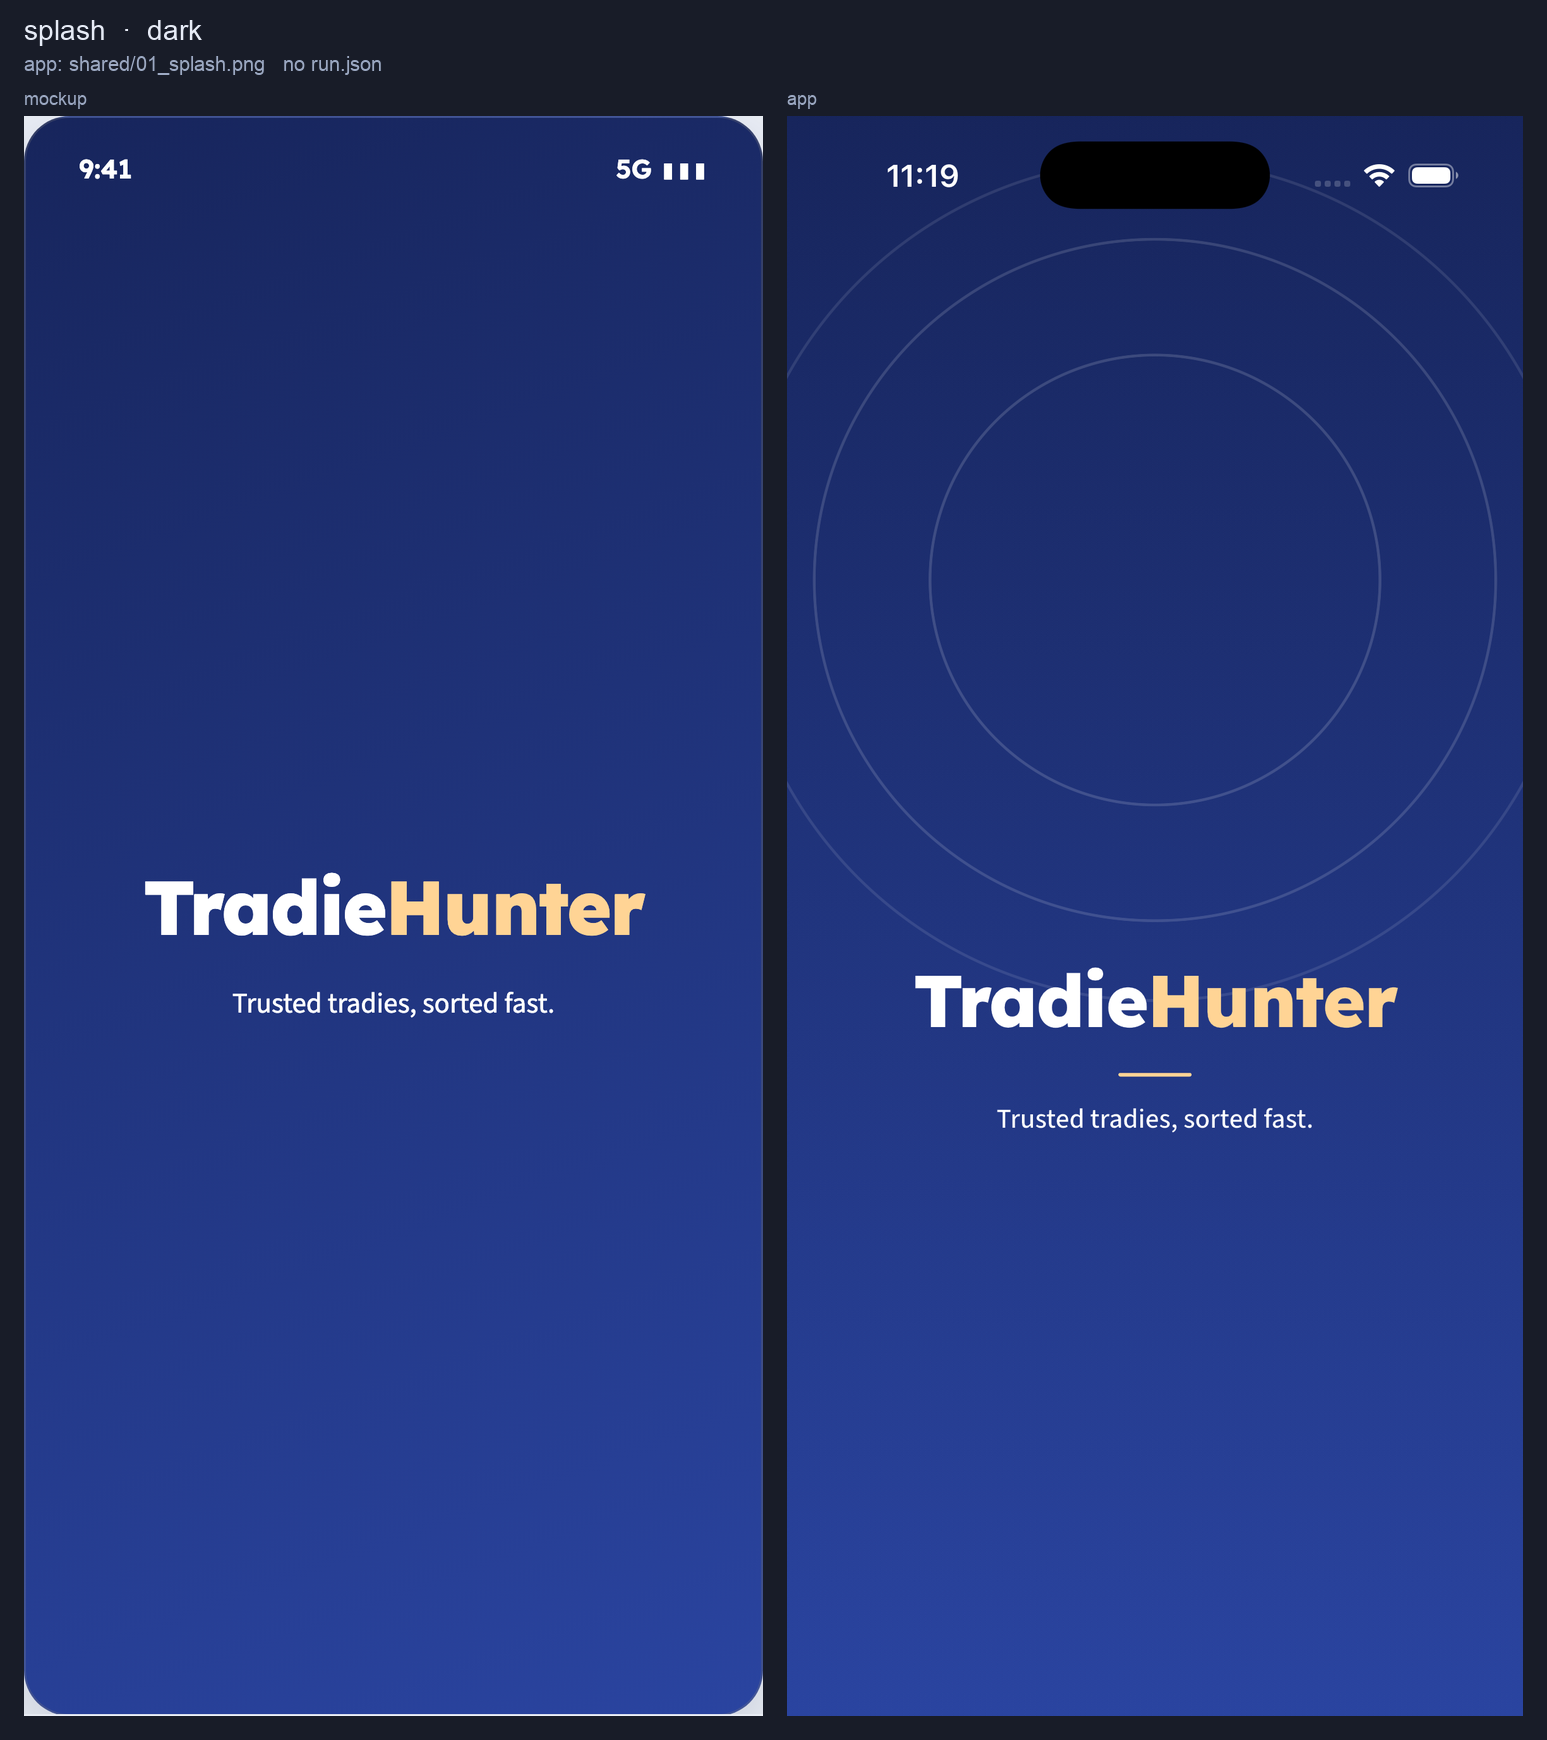 splash · dark
app: shared/01_splash.png no run.json
mockup
9:41
5G
TradieHunter
Trusted tradies, sorted fast.
app
11:19
TradieHunter
Trusted tradies, sorted fast.